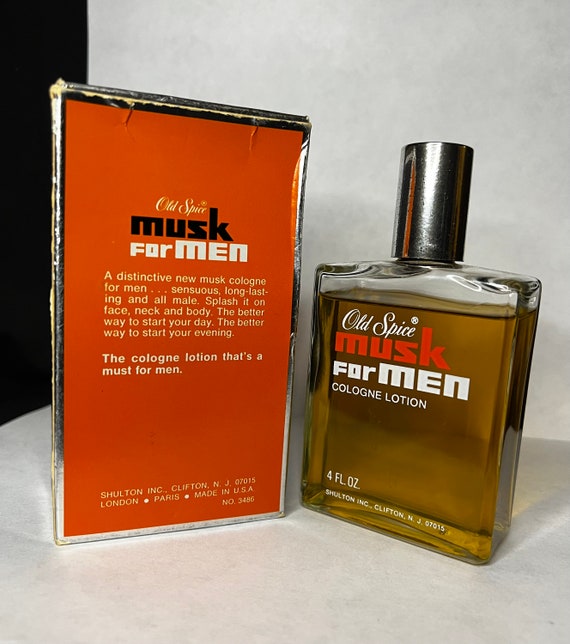 Old Spice®
musk
FOR MEN
A distinctive new musk cologne
for men . . . sensuous, long-last-
ing and all male. Splash it on
face, neck and body. The better
way to start your day. The better
way to start your evening.
The cologne lotion that's a
must for men.
SHULTON INC., CLIFTON, N. J. 07015
LONDON • PARIS • MADE IN U.S.A.
NO. 3486
Old Spice®
musk
FOR MEN
COLOGNE LOTION
4 FL. OZ.
SHULTON INC., CLIFTON, N. J. 07015